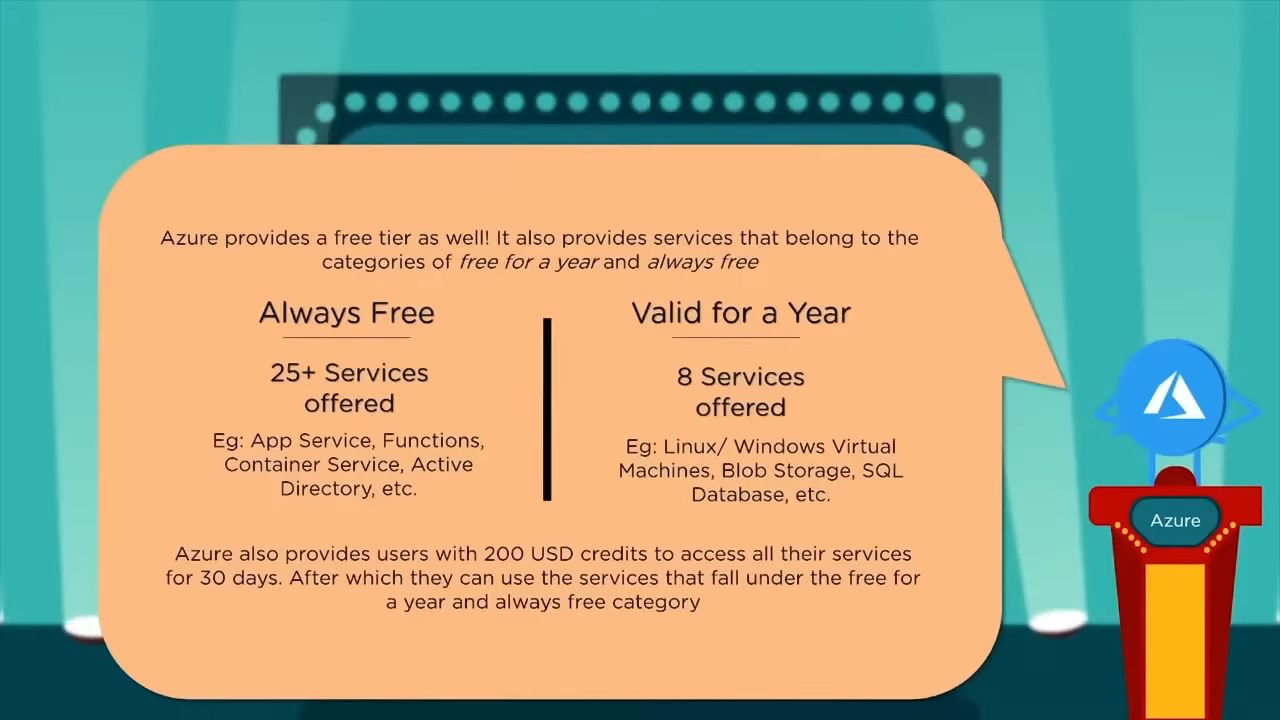 Azure provides a free tier as well! It also provides services that belong to the
categories of free for a year and always free
Always Free
25+ Services
offered
Eg: App Service, Functions,
Container Service, Active
Directory, etc.
Valid for a Year
8 Services
offered
Eg: Linux/ Windows Virtual
Machines, Blob Storage, SQL
Database, etc.
Azure also provides users with 200 USD credits to access all their services
for 30 days. After which they can use the services that fall under the free for
a year and always free category
Azure